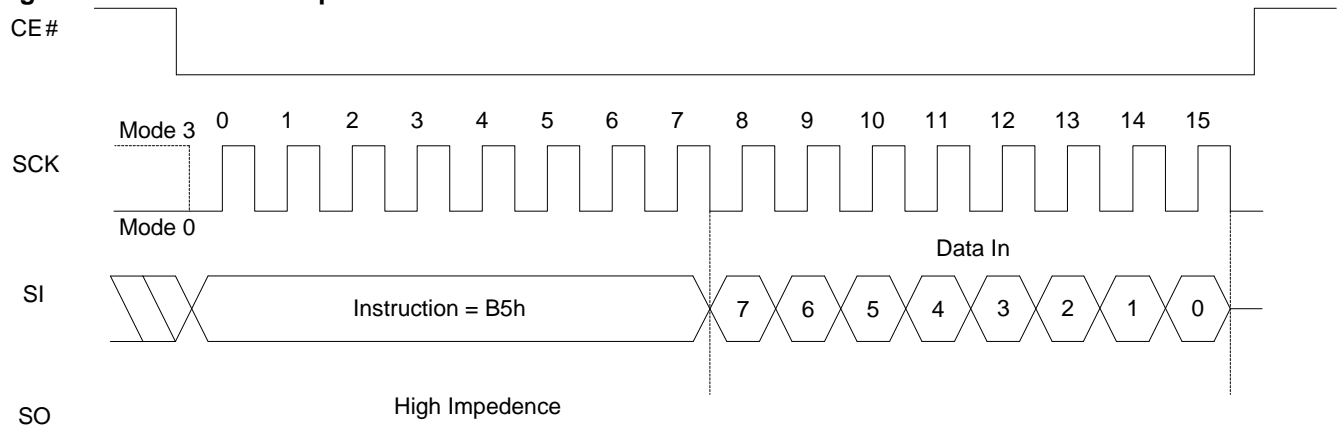 CE#
Mode 3 0 1 2 3 4 5 6 7 8 9 10 11 12 13 14 15
SCK
Mode 0
Data In
SI
Instruction = B5h 7 6 5 4 3 2 1 0
High Impedence
SO